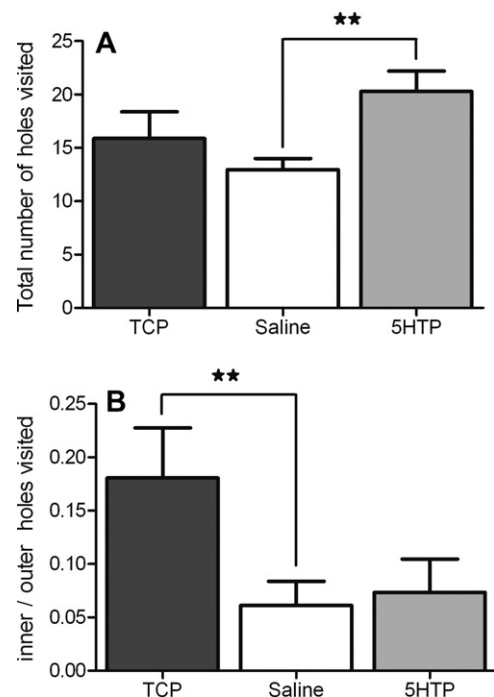 A
★★
Total number of holes visited
25
20
15
10
5
0
TCP Saline 5HTP
B
★★
inner / outer holes visited
0.25
0.20
0.15
0.10
0.05
0.00
TCP Saline 5HTP